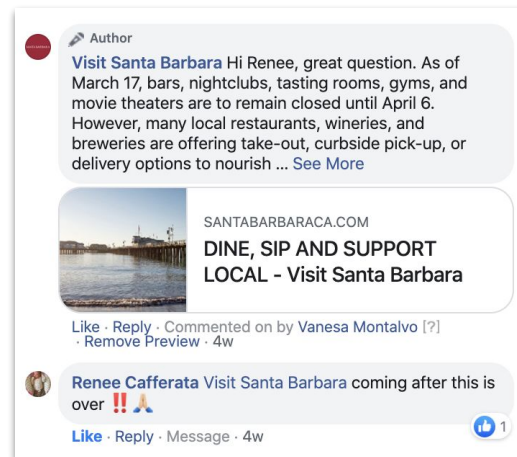 Author
Visit Santa Barbara Hi Renee, great question. As of
March 17, bars, nightclubs, tasting rooms, gyms, and
movie theaters are to remain closed until April 6.
However, many local restaurants, wineries, and
breweries are offering take-out, curbside pick-up, or
delivery options to nourish ... See More
SANTABARBARACA.COM
DINE, SIP AND SUPPORT
LOCAL - Visit Santa Barbara
Like · Reply · Commented on by Vanesa Montalvo [?]
· Remove Preview · 4w
Renee Cafferata Visit Santa Barbara coming after this is
over ‼️🙏🏼
1
Like · Reply · Message · 4w